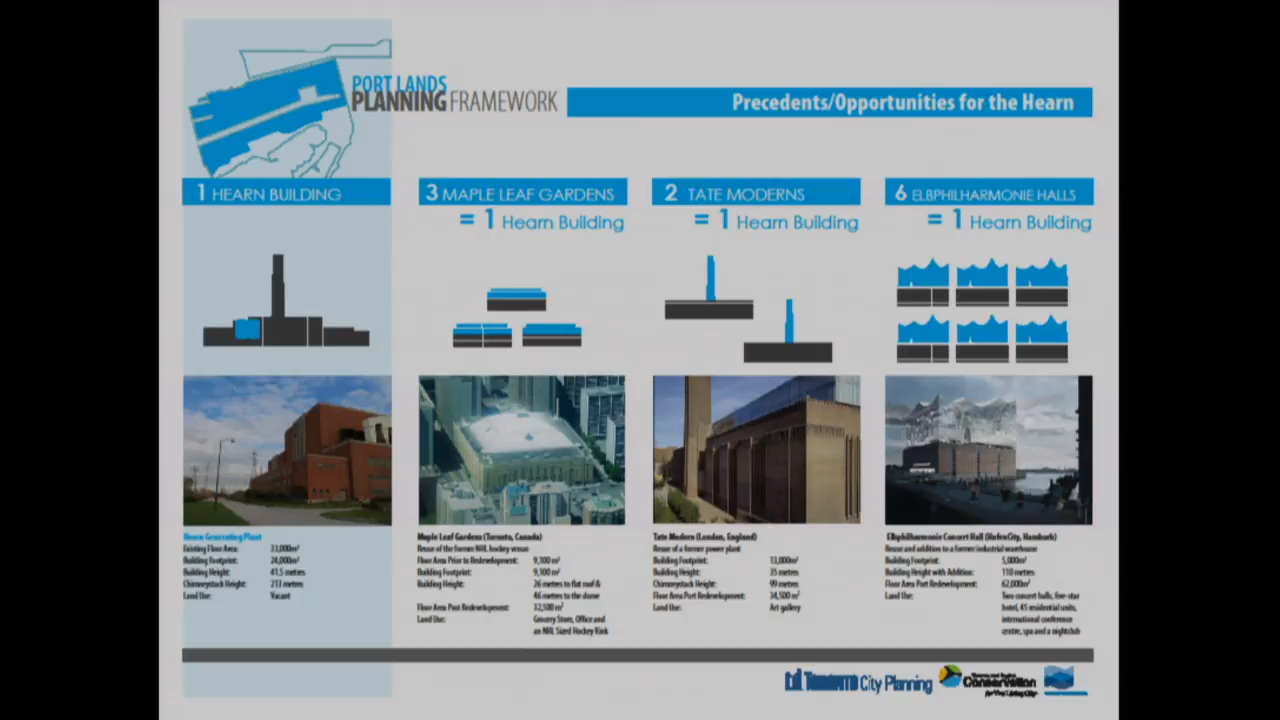 PORT LANDS
PLANNING FRAMEWORK
Precedents/Opportunities for the Hearn
1 HEARN BUILDING
3 MAPLE LEAF GARDENS
= 1 Hearn Building
2 TATE MODERNS
= 1 Hearn Building
6 ELBPHILHARMONIE HALLS
= 1 Hearn Building
Hearn Generating Plant
Existing Floor Area: 33,000m²
Building Footprint: 24,000m²
Building Height: 41.5 metres
Chimneystack Height: 213 metres
Land Use: Vacant
Maple Leaf Gardens (Toronto, Canada)
Reuse of the former NHL hockey venue
Floor Area Prior to Redevelopment: 9,100 m²
Building Footprint: 9,100 m²
Building Height: 26 metres to flat roof &
46 metres to the dome
Floor Area Post Redevelopment: 32,500 m²
Land Use: Grocery Store, Office and
an NHL Sized Hockey Rink
Tate Modern (London, England)
Reuse of a former power plant
Building Footprint: 13,000m²
Building Height: 35 metres
Chimneystack Height: 99 metres
Floor Area Port Redevelopment: 34,500 m²
Land Use: Art gallery
Elbphilharmonie Concert Hall (HafenCity, Hamburb)
Reuse and addition to a former industrial warehouse
Building Footprint: 5,000m²
Building Height with Addition: 110 metres
Floor Area Port Redevelopment: 62,000m²
Land Use: Two concert halls, five-star
hotel, 45 residential units,
international conference
centre, spa and a nightclub
TORONTO City Planning
Conservation
for The Living City